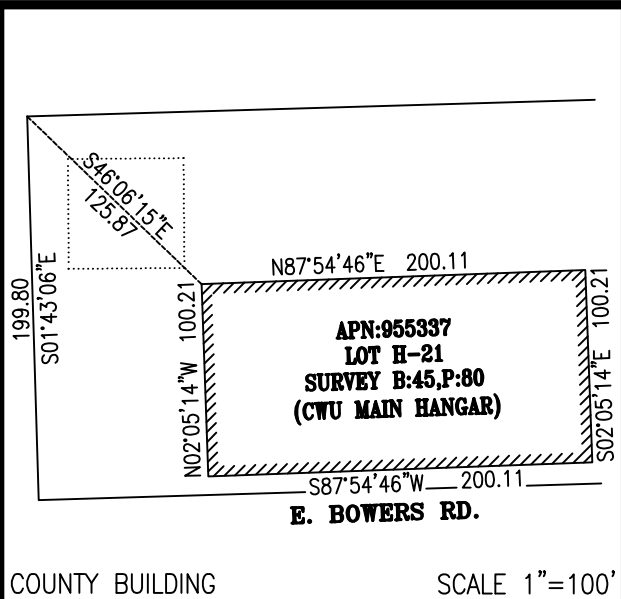 S46°06'15"E
125.87
199.80
S01°43'06"E
N87°54'46"E 200.11
N02°05'14"W 100.21
APN:955337
LOT H-21
SURVEY B:45,P:80
(CWU MAIN HANGAR)
S02°05'14"E 100.21
S87°54'46"W 200.11
E. BOWERS RD.
COUNTY BUILDING
SCALE 1"=100'